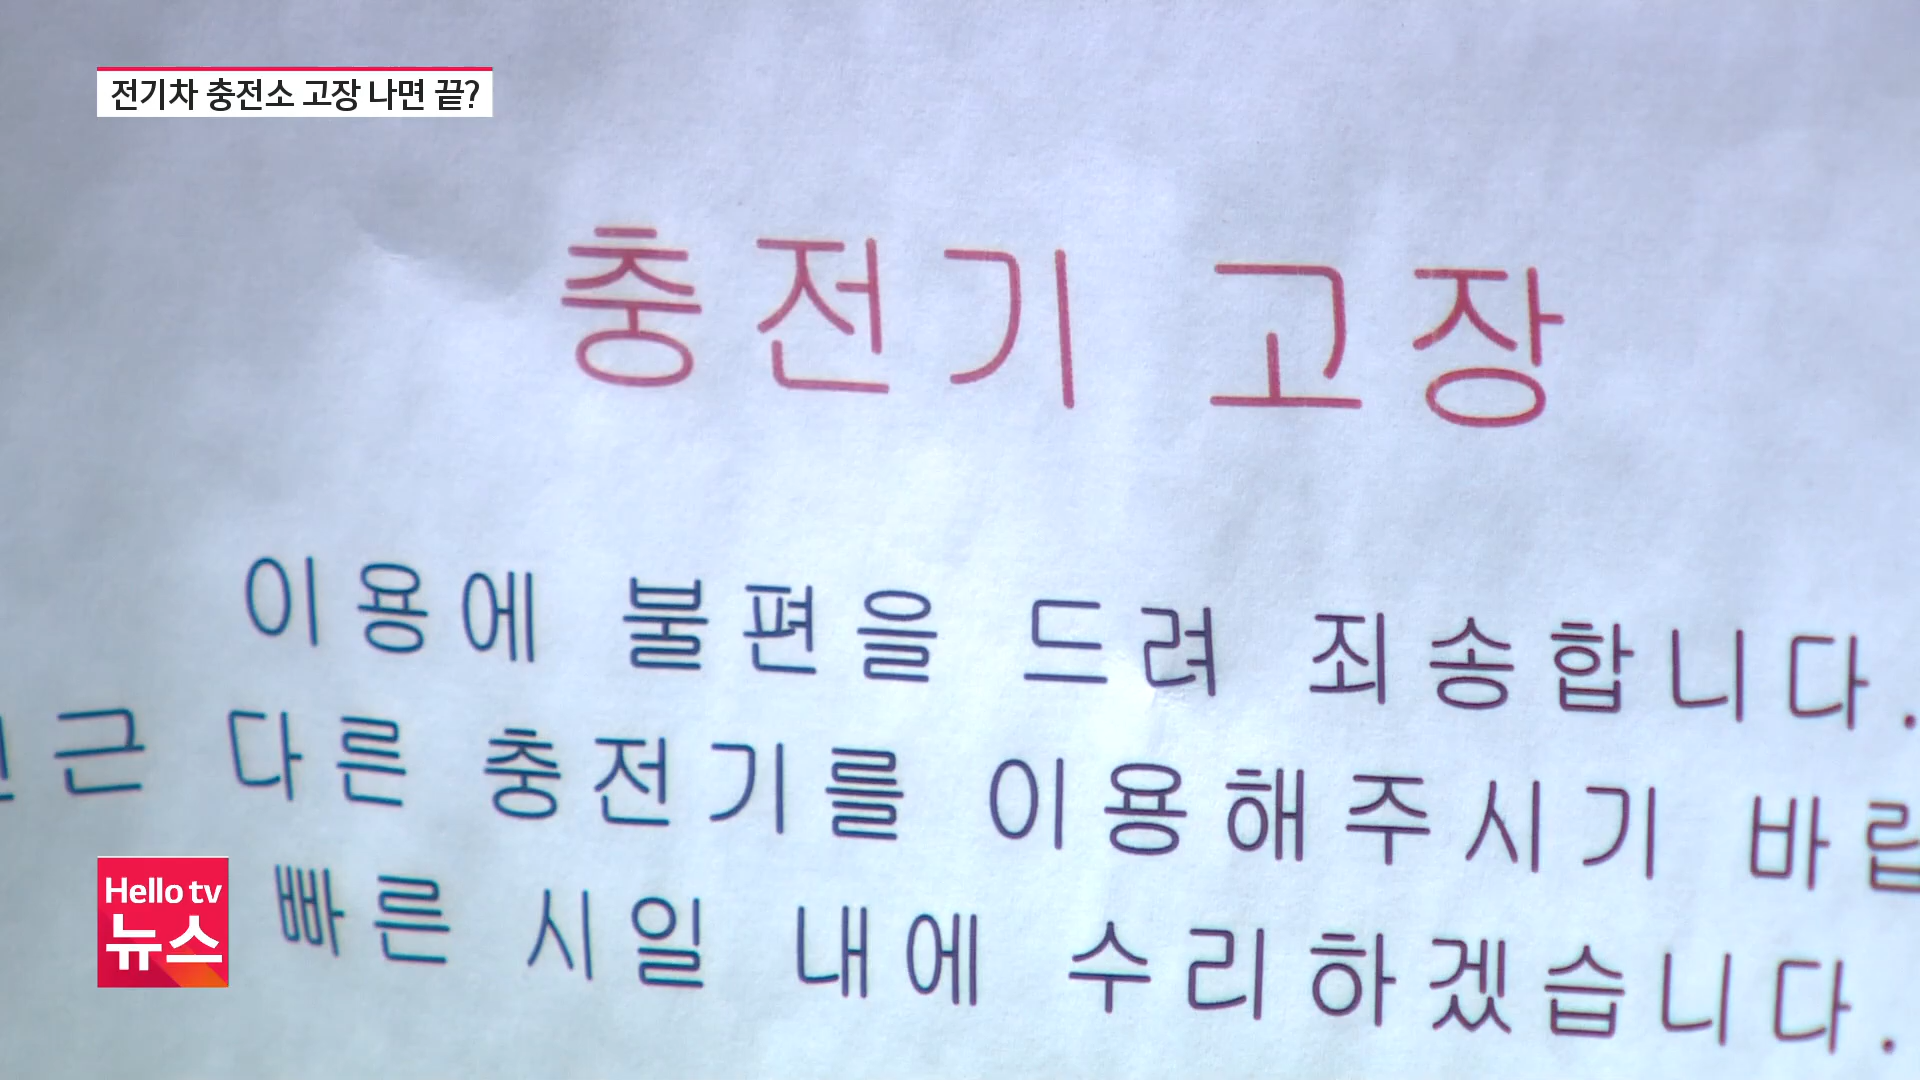 전기차 충전소 고장 나면 끝?
충전기 고장
이용에 불편을 드려 죄송합니다.
다른 충전기를 이용해주시기
빠른 시일 내에 수리하겠습니다.
Hello tv
뉴스